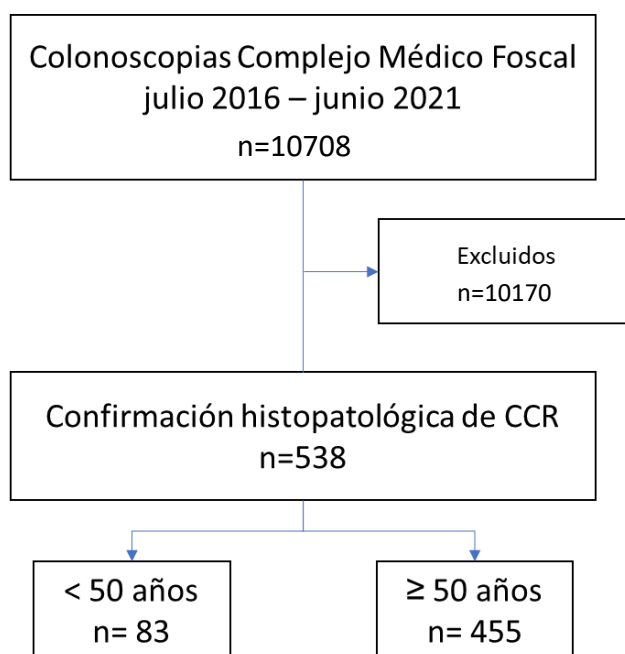 Colonoscopias Complejo Médico Foscal
julio 2016 – junio 2021
n=10708
Excluidos
n=10170
Confirmación histopatológica de CCR
n=538
< 50 años
n= 83
≥ 50 años
n= 455